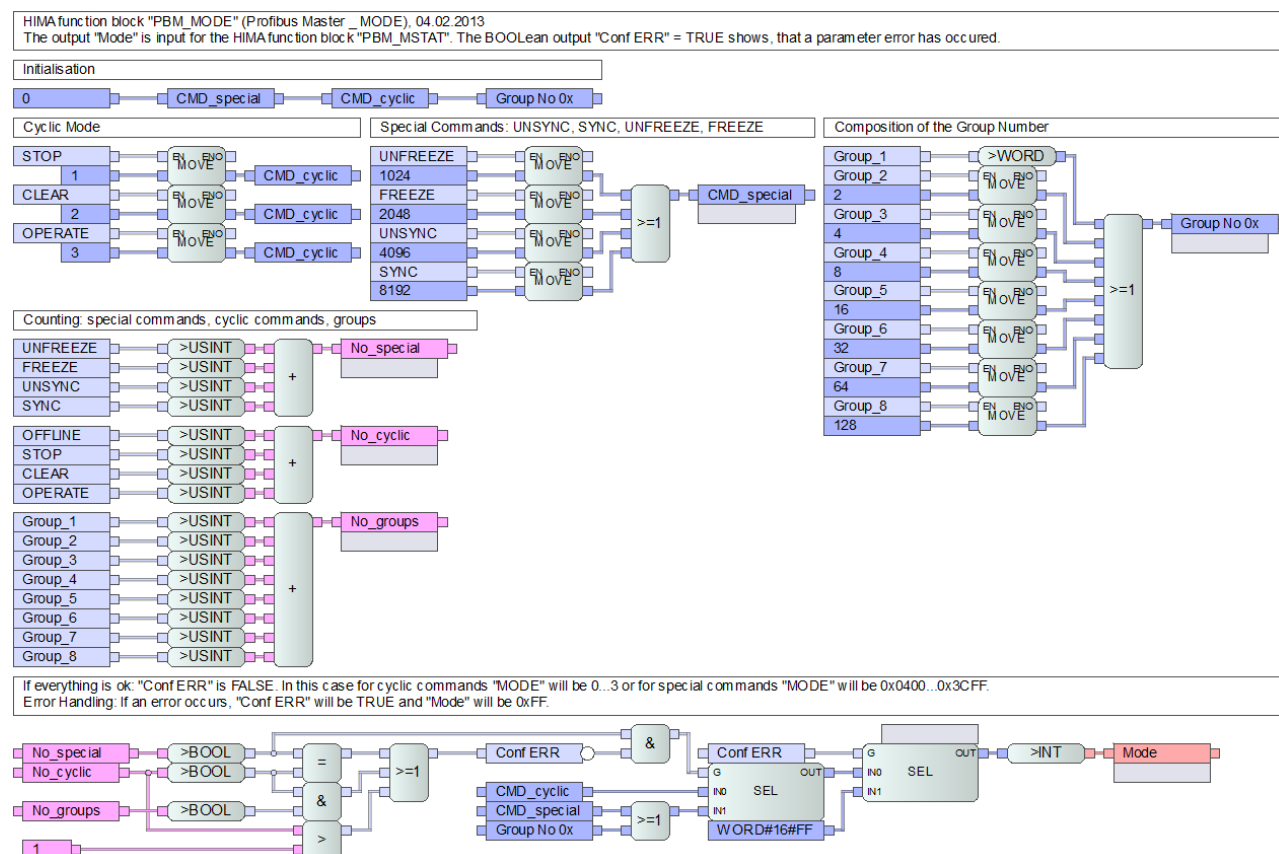 HIMA function block "PBM_MODE" (Profibus Master _ MODE), 04.02.2013
The output "Mode" is input for the HIMA function block "PBM_MSTAT". The BOOLean output "Conf ERR" = TRUE shows, that a parameter error has occured.
Initialisation
0 CMD_special CMD_cyclic Group No 0x
Cyclic Mode
STOP EN ENO
MOVE
1 CMD_cyclic
CLEAR EN ENO
MOVE
2 CMD_cyclic
OPERATE EN ENO
MOVE
3 CMD_cyclic
Special Commands: UNSYNC, SYNC, UNFREEZE, FREEZE
UNFREEZE EN ENO
MOVE
1024
FREEZE EN ENO
MOVE
2048
UNSYNC EN ENO
MOVE
4096
SYNC EN ENO
MOVE
8192
>=1
CMD_special
Composition of the Group Number
Group_1 >WORD
Group_2 EN ENO
MOVE
2
Group_3 EN ENO
MOVE
4
Group_4 EN ENO
MOVE
8
Group_5 EN ENO
MOVE
16
Group_6 EN ENO
MOVE
32
Group_7 EN ENO
MOVE
64
Group_8 EN ENO
MOVE
128
>=1
Group No 0x
Counting: special commands, cyclic commands, groups
UNFREEZE >USINT No_special
FREEZE >USINT
+
UNSYNC >USINT
SYNC >USINT
OFFLINE >USINT No_cyclic
STOP >USINT
+
CLEAR >USINT
OPERATE >USINT
Group_1 >USINT No_groups
Group_2 >USINT
Group_3 >USINT
Group_4 >USINT
+
Group_5 >USINT
Group_6 >USINT
Group_7 >USINT
Group_8 >USINT
If everything is ok: "Conf ERR" is FALSE. In this case for cyclic commands "MODE" will be 0...3 or for special commands "MODE" will be 0x0400...0x3CFF.
Error Handling: If an error occurs, "Conf ERR" will be TRUE and "Mode" will be 0xFF.
No_special >BOOL = Conf ERR & Conf ERR G OUT >INT Mode
No_cyclic >BOOL >=1 G OUT IN0 SEL
CMD_cyclic IN0 SEL IN1
No_groups >BOOL & CMD_special >=1 IN1
Group No 0x WORD#16#FF
1 >